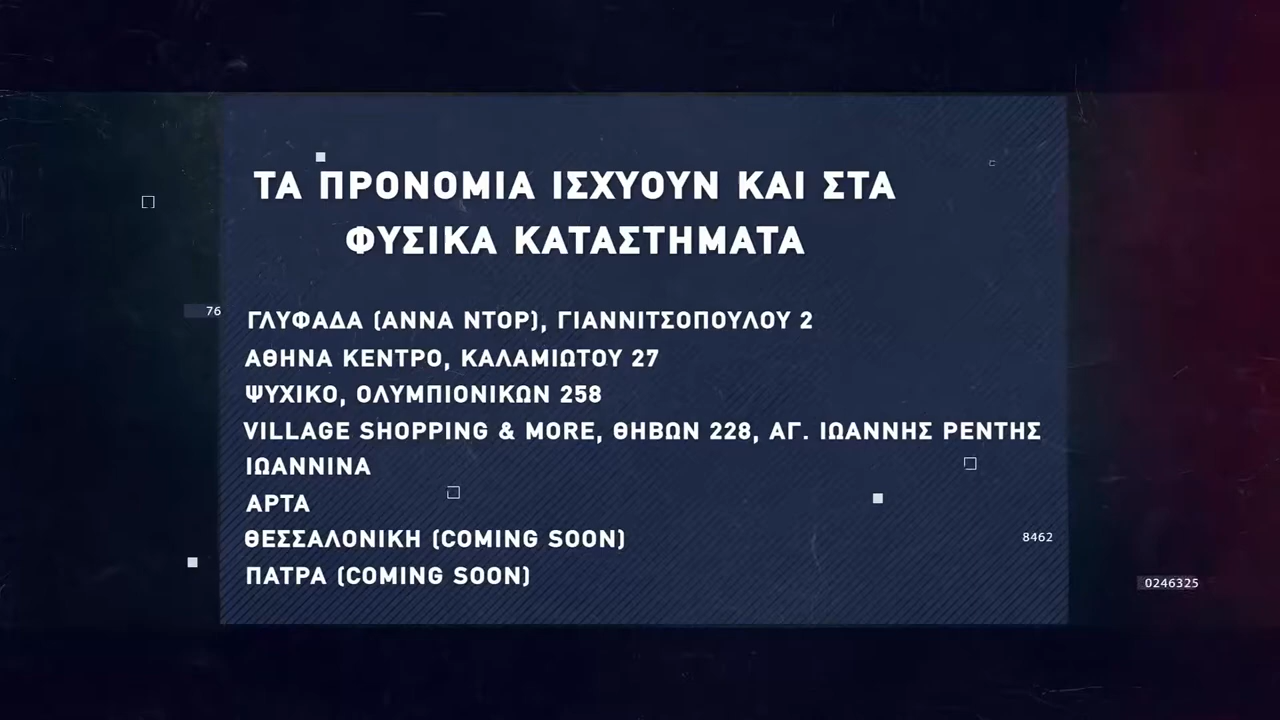 ΤΑ ΠΡΟΝΟΜΙΑ ΙΣΧΥΟΥΝ ΚΑΙ ΣΤΑ
ΦΥΣΙΚΑ ΚΑΤΑΣΤΗΜΑΤΑ
76
ΓΛΥΦΑΔΑ (ΑΝΝΑ ΝΤΟΡ), ΓΙΑΝΝΙΤΣΟΠΟΥΛΟΥ 2
ΑΘΗΝΑ ΚΕΝΤΡΟ, ΚΑΛΑΜΙΩΤΟΥ 27
ΨΥΧΙΚΟ, ΟΛΥΜΠΙΟΝΙΚΩΝ 258
VILLAGE SHOPPING & MORE, ΘΗΒΩΝ 228, ΑΓ. ΙΩΑΝΝΗΣ ΡΕΝΤΗΣ
ΙΩΑΝΝΙΝΑ
ΑΡΤΑ
ΘΕΣΣΑΛΟΝΙΚΗ (COMING SOON)
8462
ΠΑΤΡΑ (COMING SOON)
0246325